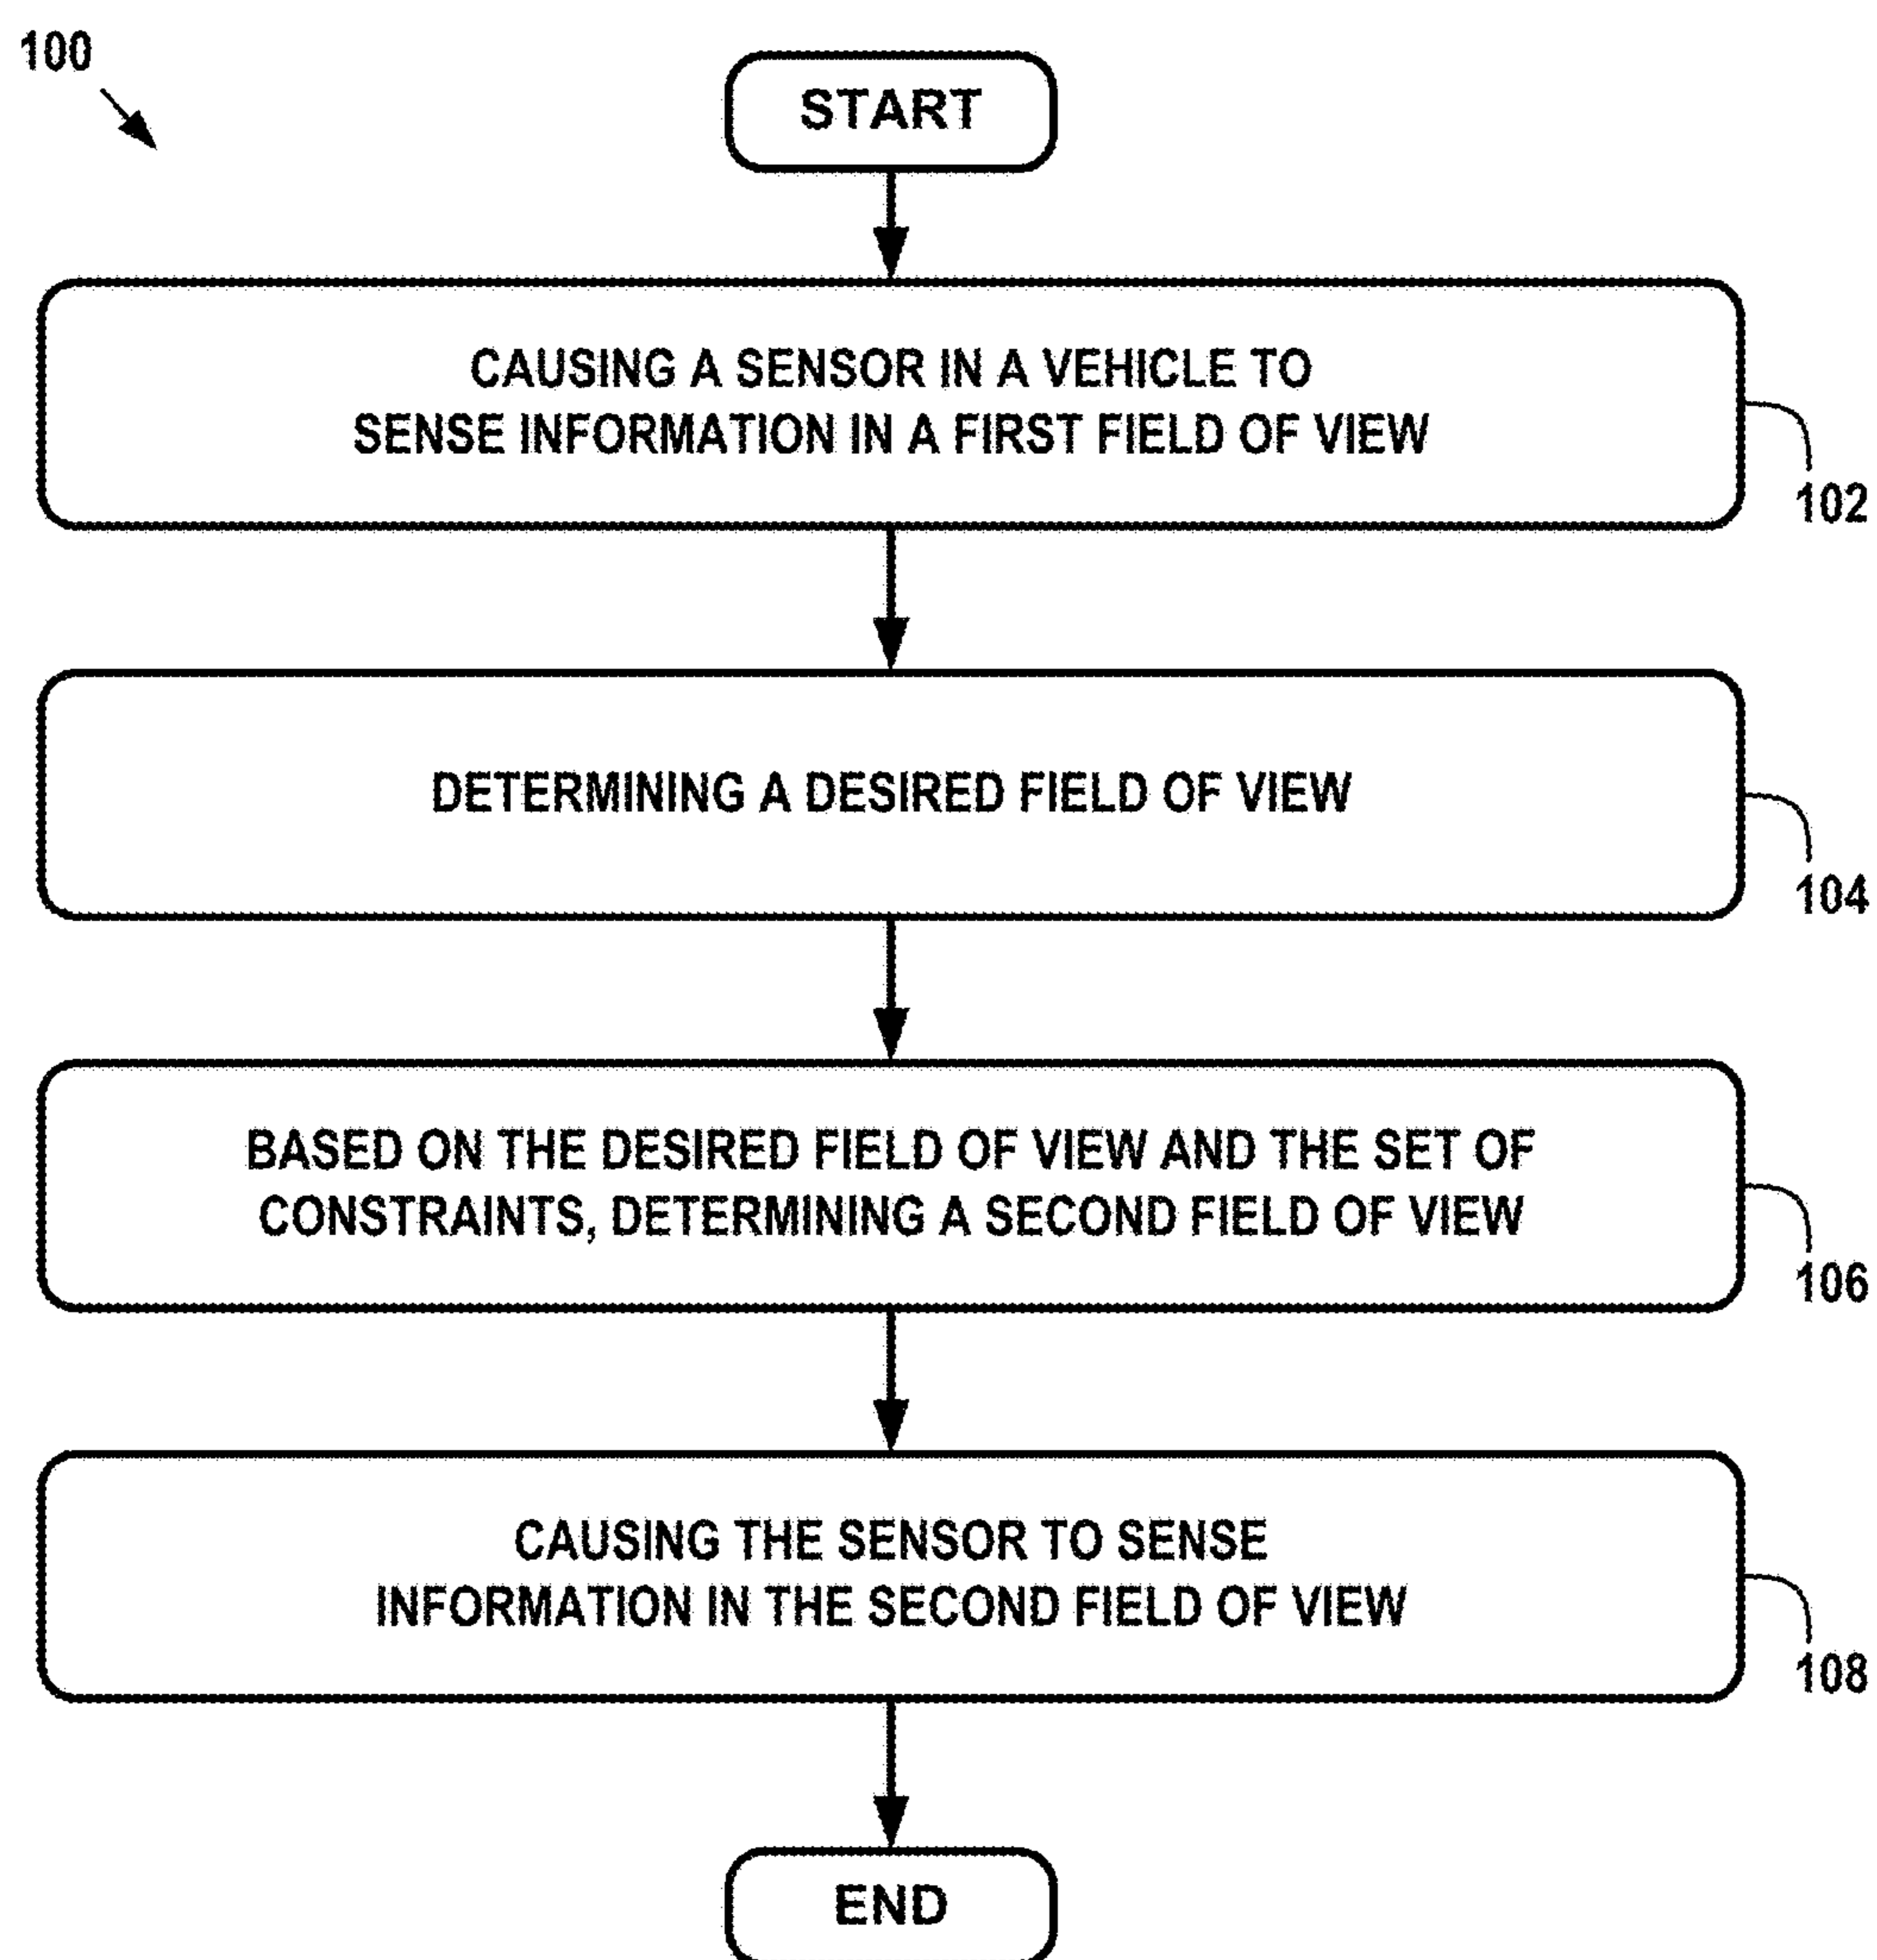 100
START
CAUSING A SENSOR IN A VEHICLE TO
SENSE INFORMATION IN A FIRST FIELD OF VIEW
102
DETERMINING A DESIRED FIELD OF VIEW
104
BASED ON THE DESIRED FIELD OF VIEW AND THE SET OF
CONSTRAINTS, DETERMINING A SECOND FIELD OF VIEW
106
CAUSING THE SENSOR TO SENSE
INFORMATION IN THE SECOND FIELD OF VIEW
108
END